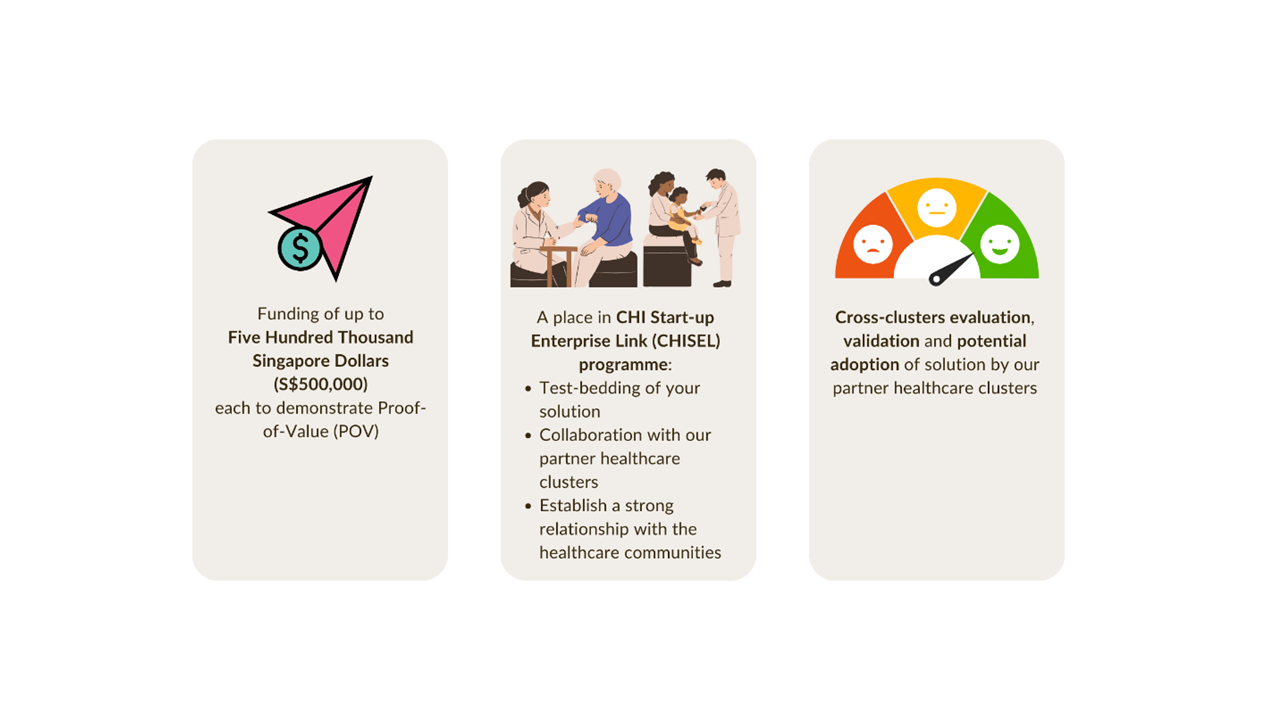 $
Funding of up to
Five Hundred Thousand
Singapore Dollars
(S$500,000)
each to demonstrate Proof-
of-Value (POV)
A place in CHI Start-up
Enterprise Link (CHISEL)
programme:
• Test-bedding of your
solution
• Collaboration with our
partner healthcare
clusters
• Establish a strong
relationship with the
healthcare communities
Cross-clusters evaluation,
validation and potential
adoption of solution by our
partner healthcare clusters